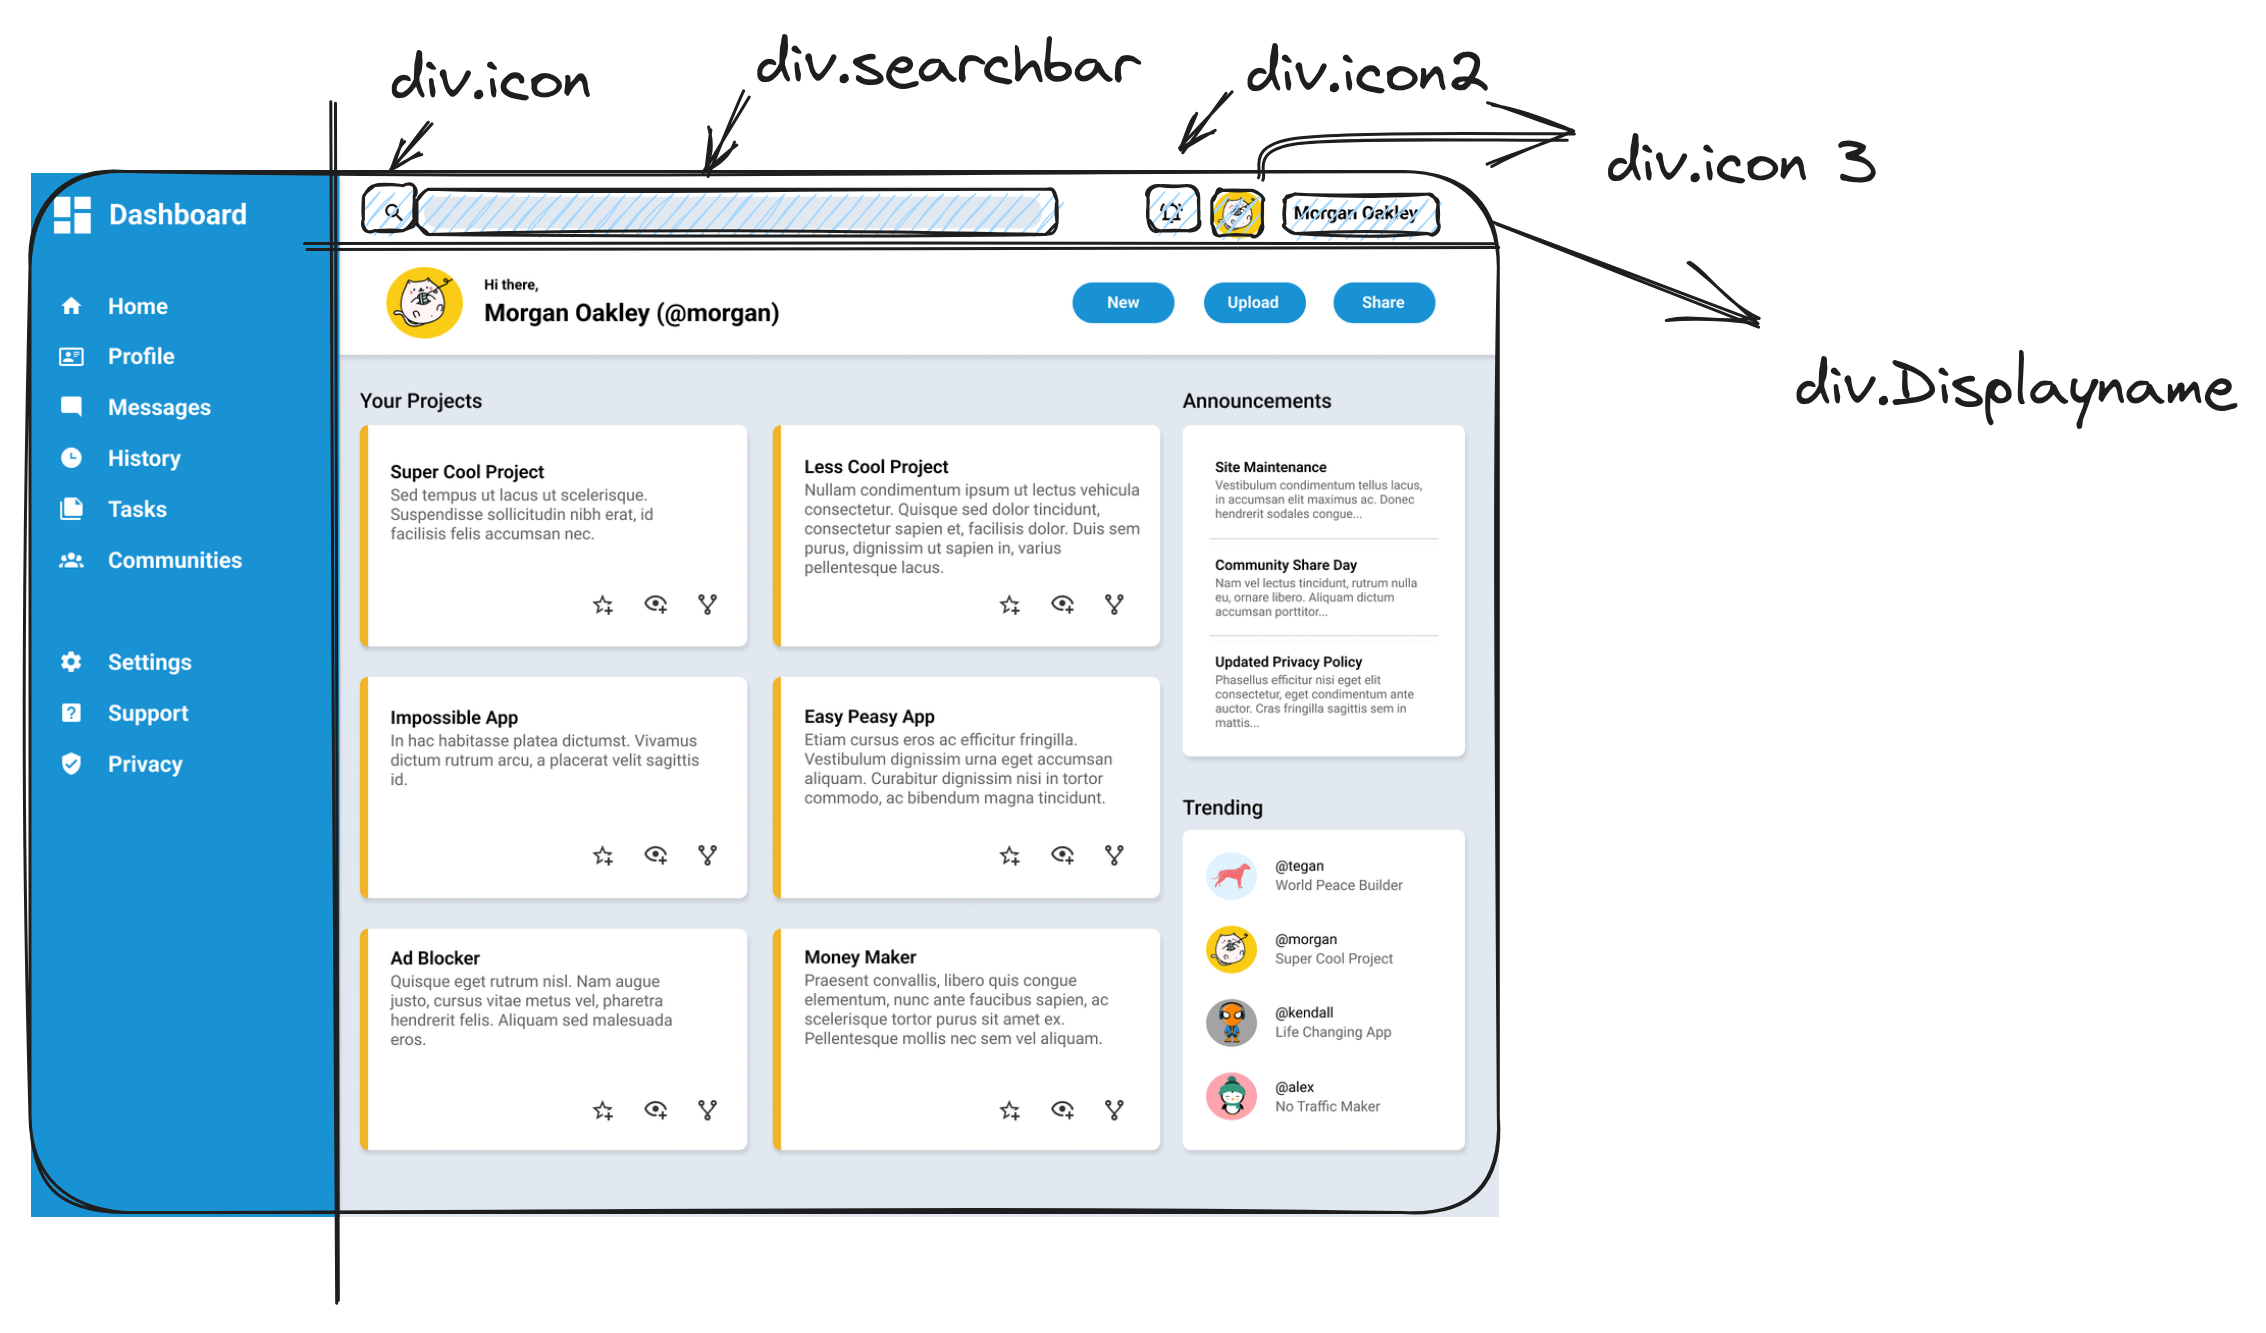 div.icon
div.searchbar
div.icon2
div.icon 3
div.Displayname
Dashboard
Home
Profile
Messages
History
Tasks
Communities
Settings
Support
Privacy
Morgan Oakley
Hi there,
Morgan Oakley (@morgan)
New
Upload
Share
Your Projects
Super Cool Project
Sed tempus ut lacus ut scelerisque.
Suspendisse sollicitudin nibh erat, id
facilisis felis accumsan nec.
Less Cool Project
Nullam condimentum ipsum ut lectus vehicula
consectetur. Quisque sed dolor tincidunt,
consectetur sapien et, facilisis dolor. Duis sem
purus, dignissim ut sapien in, varius
pellentesque lacus.
Impossible App
In hac habitasse platea dictumst. Vivamus
dictum rutrum arcu, a placerat velit sagittis
id.
Easy Peasy App
Etiam cursus eros ac efficitur fringilla.
Vestibulum dignissim urna eget accumsan
aliquam. Curabitur dignissim nisi in tortor
commodo, ac bibendum magna tincidunt.
Ad Blocker
Quisque eget rutrum nisl. Nam augue
justo, cursus vitae metus vel, pharetra
hendrerit felis. Aliquam sed malesuada
eros.
Money Maker
Praesent convallis, libero quis congue
elementum, nunc ante faucibus sapien, ac
scelerisque tortor purus sit amet ex.
Pellentesque mollis nec sem vel aliquam.
Announcements
Site Maintenance
Vestibulum condimentum tellus lacus,
in accumsan elit maximus ac. Donec
hendrerit sodales congue...
Community Share Day
Nam vel lectus tincidunt, rutrum nulla
eu, ornare libero. Aliquam dictum
accumsan porttitor...
Updated Privacy Policy
Phasellus efficitur nisi eget elit
consectetur, eget condimentum ante
auctor. Cras fringilla sagittis sem in
mattis...
Trending
@tegan
World Peace Builder
@morgan
Super Cool Project
@kendall
Life Changing App
@alex
No Traffic Maker